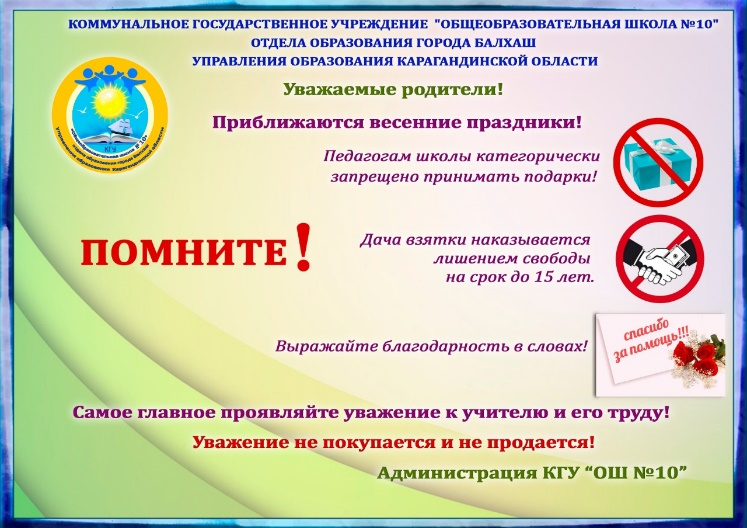 КОММУНАЛЬНОЕ ГОСУДАРСТВЕННОЕ УЧРЕЖДЕНИЕ "ОБЩЕОБРАЗОВАТЕЛЬНАЯ ШКОЛА №10"
ОТДЕЛА ОБРАЗОВАНИЯ ГОРОДА БАЛХАШ
УПРАВЛЕНИЯ ОБРАЗОВАНИЯ КАРАГАНДИНСКОЙ ОБЛАСТИ
Уважаемые родители!
Приближаются весенние праздники!
КГУ
Педагогам школы категорически
запрещено принимать подарки!
ПОМНИТЕ!
Дача взятки наказывается
лишением свободы
на срок до 15 лет.
Выражайте благодарность в словах!
спасибо
за помощь!!!
Самое главное проявляйте уважение к учителю и его труду!
Уважение не покупается и не продается!
Администрация КГУ “ОШ №10”